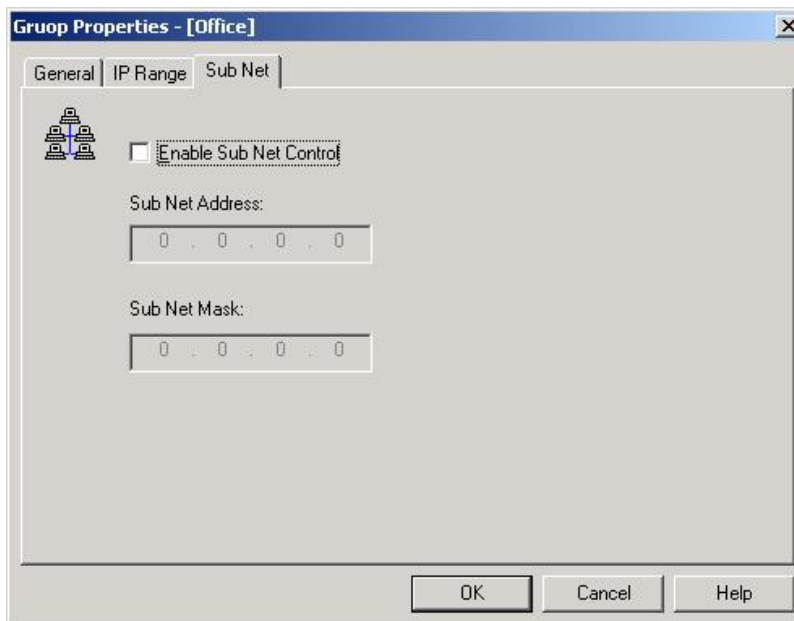 Gruop Properties - [Office]
General IP Range Sub Net
Enable Sub Net Control
Sub Net Address:
0 . 0 . 0 . 0
Sub Net Mask:
0 . 0 . 0 . 0
OK Cancel Help